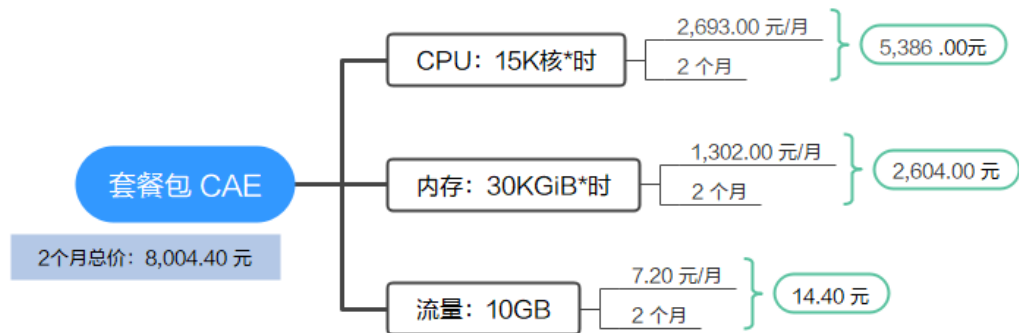 套餐包 CAE
2个月总价：8,004.40 元
CPU：15K核*时
2,693.00 元/月
2 个月
5,386 .00元
内存：30KGiB*时
1,302.00 元/月
2 个月
2,604.00 元
流量：10GB
7.20 元/月
2 个月
14.40 元